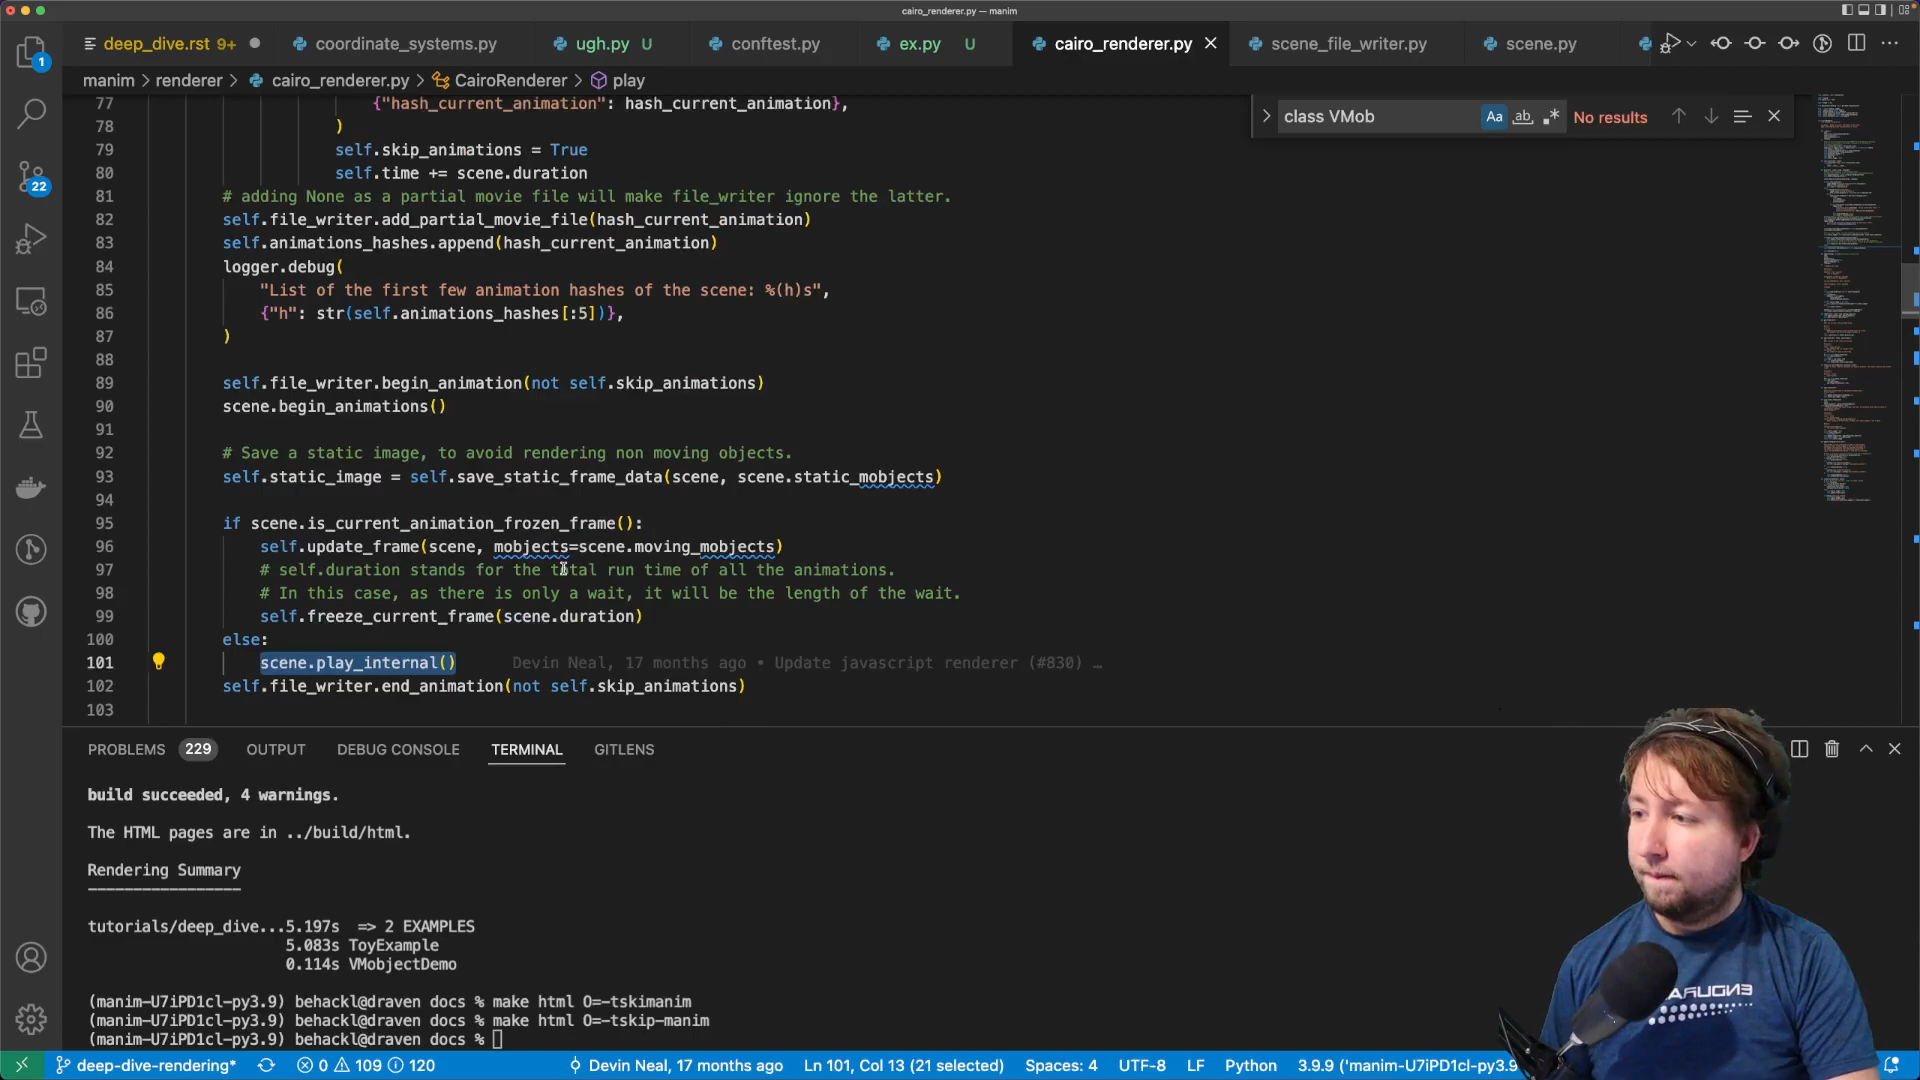 cairo_renderer.py — manim
deep_dive.rst 9+
coordinate_systems.py
ugh.py U
conftest.py
ex.py U
cairo_renderer.py
scene_file_writer.py
scene.py
manim > renderer > cairo_renderer.py > CairoRenderer > play
class VMob
Aa ab
No results
77 {"hash_current_animation": hash_current_animation},
78 )
79 self.skip_animations = True
80 self.time += scene.duration
81 # adding None as a partial movie file will make file_writer ignore the latter.
82 self.file_writer.add_partial_movie_file(hash_current_animation)
83 self.animations_hashes.append(hash_current_animation)
84 logger.debug(
85 "List of the first few animation hashes of the scene: %(h)s",
86 {"h": str(self.animations_hashes[:5])},
87 )
88
89 self.file_writer.begin_animation(not self.skip_animations)
90 scene.begin_animations()
91
92 # Save a static image, to avoid rendering non moving objects.
93 self.static_image = self.save_static_frame_data(scene, scene.static_mobjects)
94
95 if scene.is_current_animation_frozen_frame():
96 self.update_frame(scene, mobjects=scene.moving_mobjects)
97 # self.duration stands for the total run time of all the animations.
98 # In this case, as there is only a wait, it will be the length of the wait.
99 self.freeze_current_frame(scene.duration)
100 else:
101 scene.play_internal() Devin Neal, 17 months ago • Update javascript renderer (#830) …
102 self.file_writer.end_animation(not self.skip_animations)
103
1
22
PROBLEMS 229 OUTPUT DEBUG CONSOLE TERMINAL GITLENS
build succeeded, 4 warnings.
The HTML pages are in ../build/html.
Rendering Summary
-----------------
tutorials/deep_dive...5.197s => 2 EXAMPLES
5.083s ToyExample
0.114s VMobjectDemo
(manim-U7iPD1cl-py3.9) behackl@draven docs % make html O=-tskimanim
(manim-U7iPD1cl-py3.9) behackl@draven docs % make html O=-tskip-manim
(manim-U7iPD1cl-py3.9) behackl@draven docs %
deep-dive-rendering* 0 109 120
Devin Neal, 17 months ago Ln 101, Col 13 (21 selected) Spaces: 4 UTF-8 LF Python 3.9.9 ('manim-U7iPD1cl-py3.9